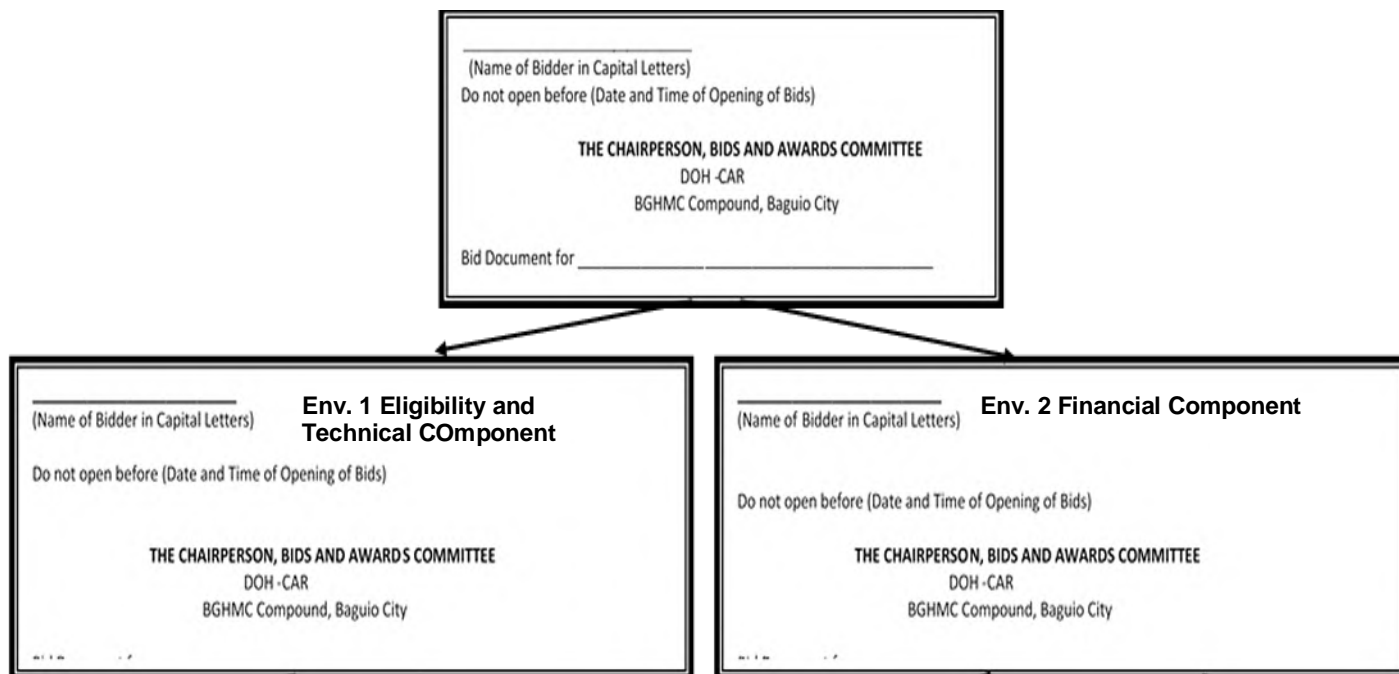 (Name of Bidder in Capital Letters)
Do not open before (Date and Time of Opening of Bids)
THE CHAIRPERSON, BIDS AND AWARDS COMMITTEE
DOH -CAR
BGHMC Compound, Baguio City
Bid Document for
Env. 1 Eligibility and
Technical COmponent
(Name of Bidder in Capital Letters)
Do not open before (Date and Time of Opening of Bids)
THE CHAIRPERSON, BIDS AND AWARDS COMMITTEE
DOH -CAR
BGHMC Compound, Baguio City
Env. 2 Financial Component
(Name of Bidder in Capital Letters)
Do not open before (Date and Time of Opening of Bids)
THE CHAIRPERSON, BIDS AND AWARDS COMMITTEE
DOH -CAR
BGHMC Compound, Baguio City